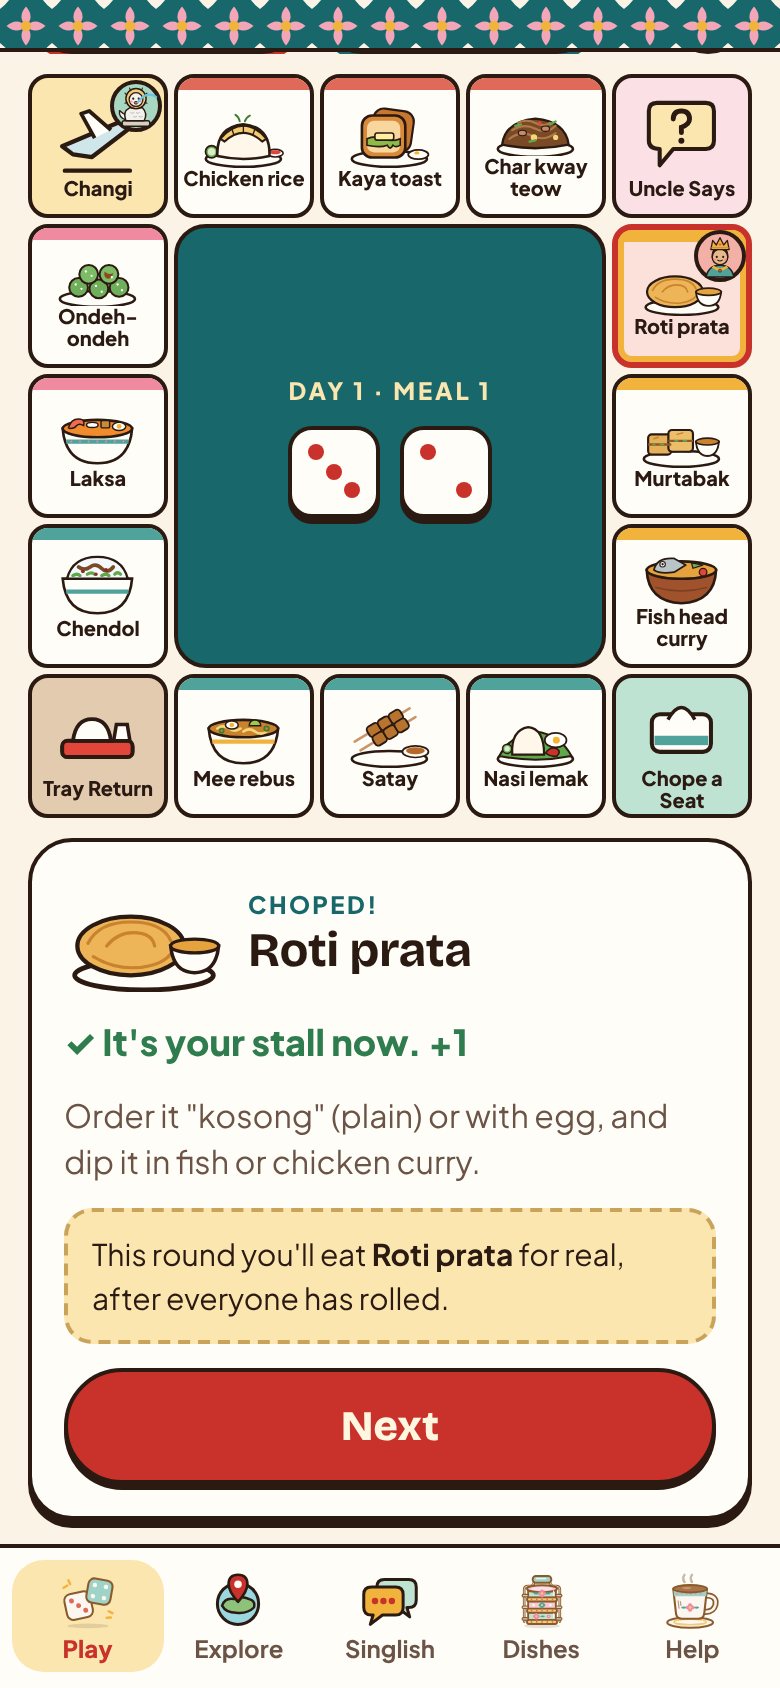 Changi
Chicken rice
Kaya toast
Char kway
teow
?
Uncle Says
Ondeh-
ondeh
DAY 1 · MEAL 1
Roti prata
Laksa
Murtabak
Chendol
Fish head
curry
Tray Return
Mee rebus
Satay
Nasi lemak
Chope a
Seat
CHOPED!
Roti prata
✓ It's your stall now. +1
Order it "kosong" (plain) or with egg, and
dip it in fish or chicken curry.
This round you'll eat Roti prata for real,
after everyone has rolled.
Next
Play
Explore
Singlish
Dishes
Help